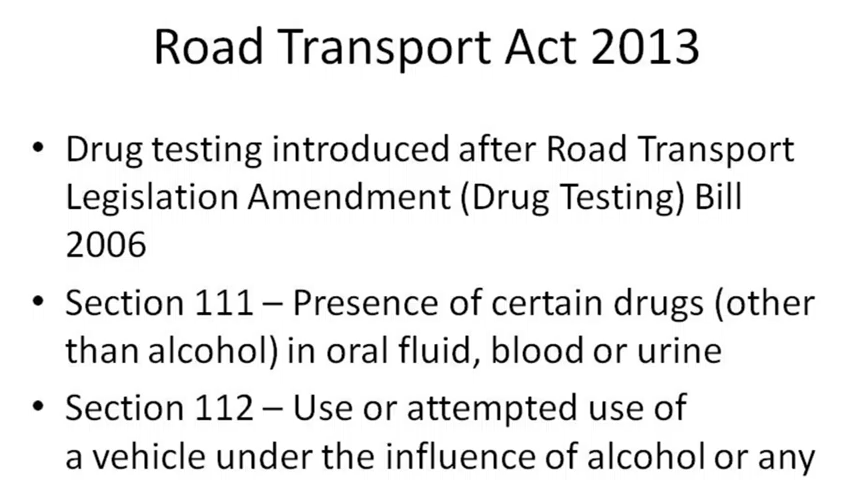 Road Transport Act 2013
• Drug testing introduced after Road Transport
Legislation Amendment (Drug Testing) Bill
2006
• Section 111 – Presence of certain drugs (other
than alcohol) in oral fluid, blood or urine
• Section 112 – Use or attempted use of
a vehicle under the influence of alcohol or any